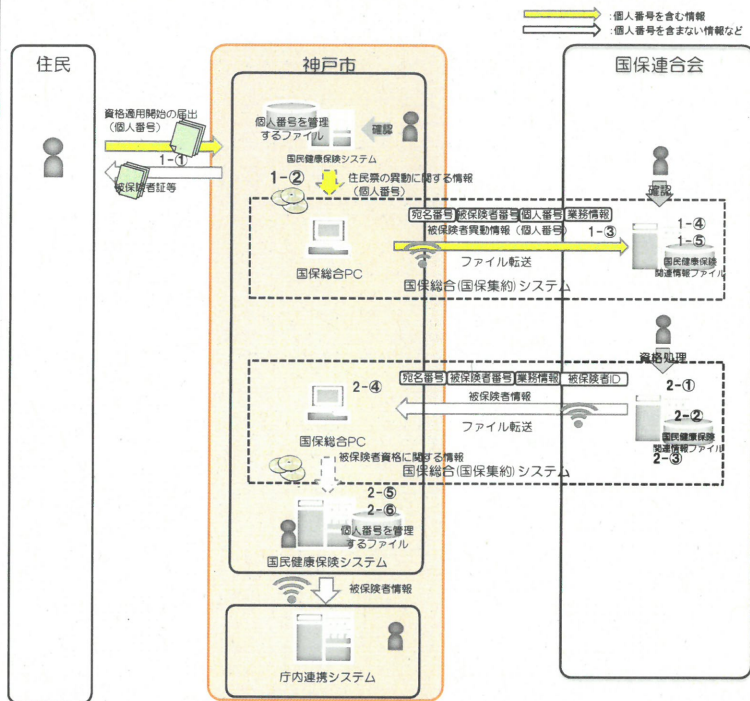 :個人番号を含む情報
:個人番号を含まない情報など
住民
神戸市
国保連合会
資格適用開始の届出
(個人番号)
1-①
被保険者証等
個人番号を管理
するファイル
確認
国民健康保険システム
1-②
住民票の異動に関する情報
(個人番号)
確認
宛名番号 被保険者番号 個人番号 業務情報
被保険者異動情報(個人番号)
1-③
ファイル転送
国保総合PC
国保総合(国保集約)システム
1-④
1-⑤
国民健康保険
関連情報ファイル
資格処理
宛名番号 被保険者番号 業務情報 被保険者ID
被保険者情報
ファイル転送
2-④
国保総合PC
2-①
2-②
国民健康保険
関連情報ファイル
2-③
被保険者資格に関する情報
国保総合(国保集約)システム
2-⑤
2-⑥
個人番号を管理
するファイル
国民健康保険システム
被保険者情報
庁内連携システム